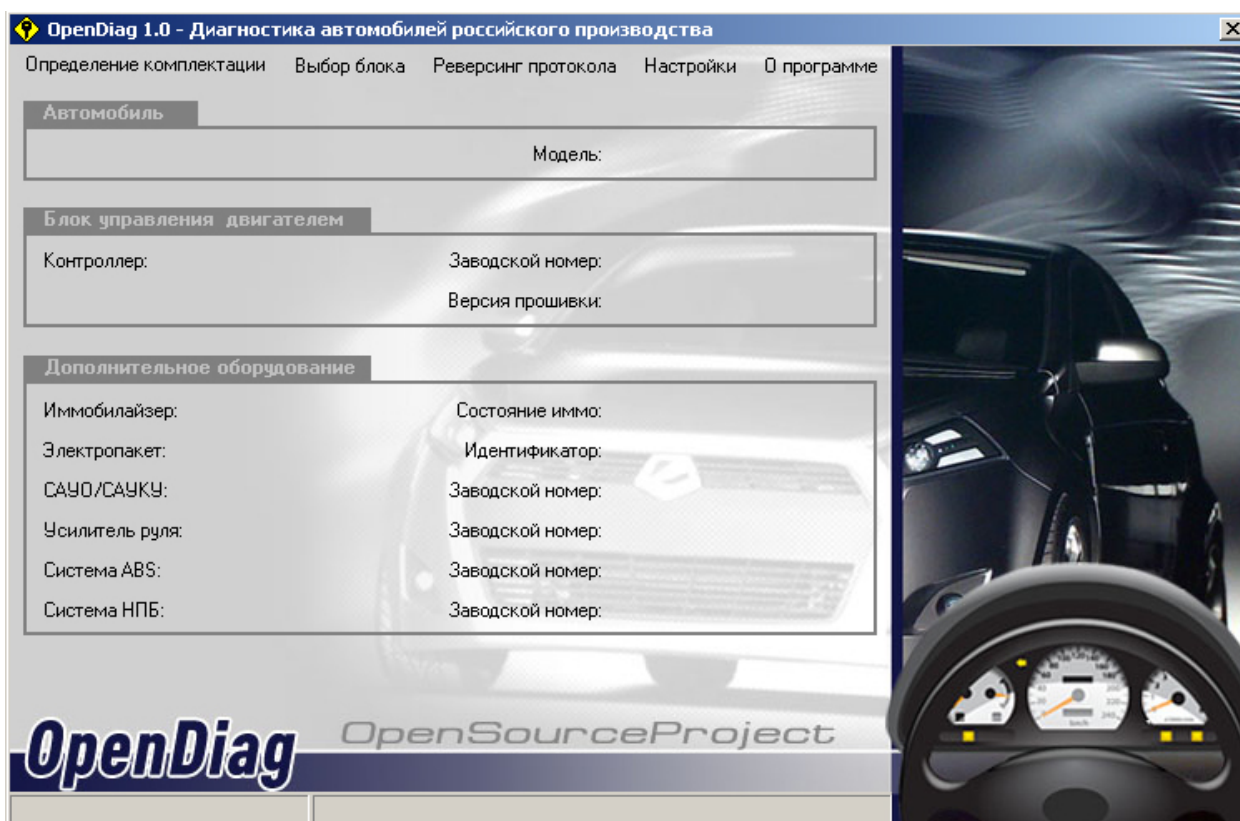 OpenDiag 1.0 - Диагностика автомобилей российского производства
Определение комплектации Выбор блока Реверсинг протокола Настройки О программе
Автомобиль
Модель:
Блок управления двигателем
Контроллер: Заводской номер:
Версия прошивки:
Дополнительное оборудование
Иммобилайзер: Состояние иммо:
Электропакет: Идентификатор:
САУО/САУКУ: Заводской номер:
Усилитель руля: Заводской номер:
Система ABS: Заводской номер:
Система НПБ: Заводской номер:
OpenSourceProject
OpenDiag
km/h